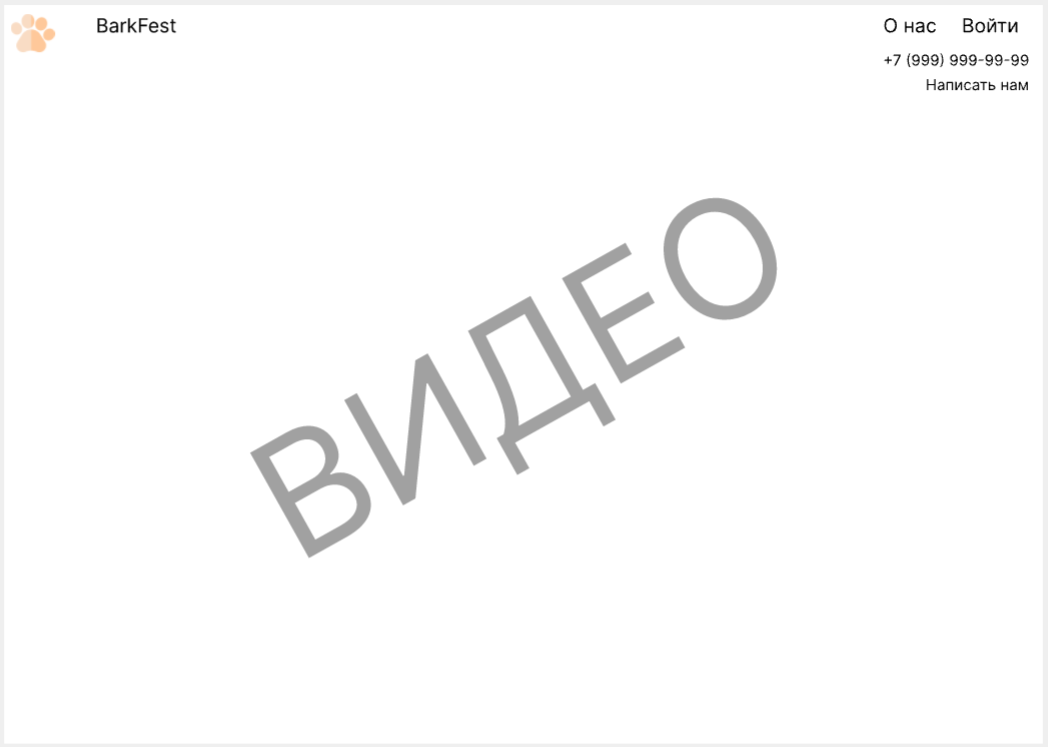 BarkFest
О нас Войти
+7 (999) 999-99-99
Написать нам
ВИДЕО